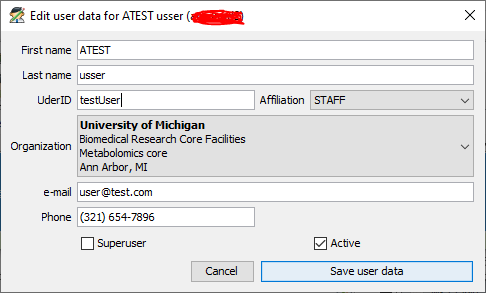 Edit user data for ATEST usser (
First name ATEST
Last name usser
UderID testUser Affiliation STAFF
Organization
University of Michigan
Biomedical Research Core Facilities
Metabolomics core
Ann Arbor, MI
e-mail user@test.com
Phone (321) 654-7896
Superuser Active
Cancel Save user data